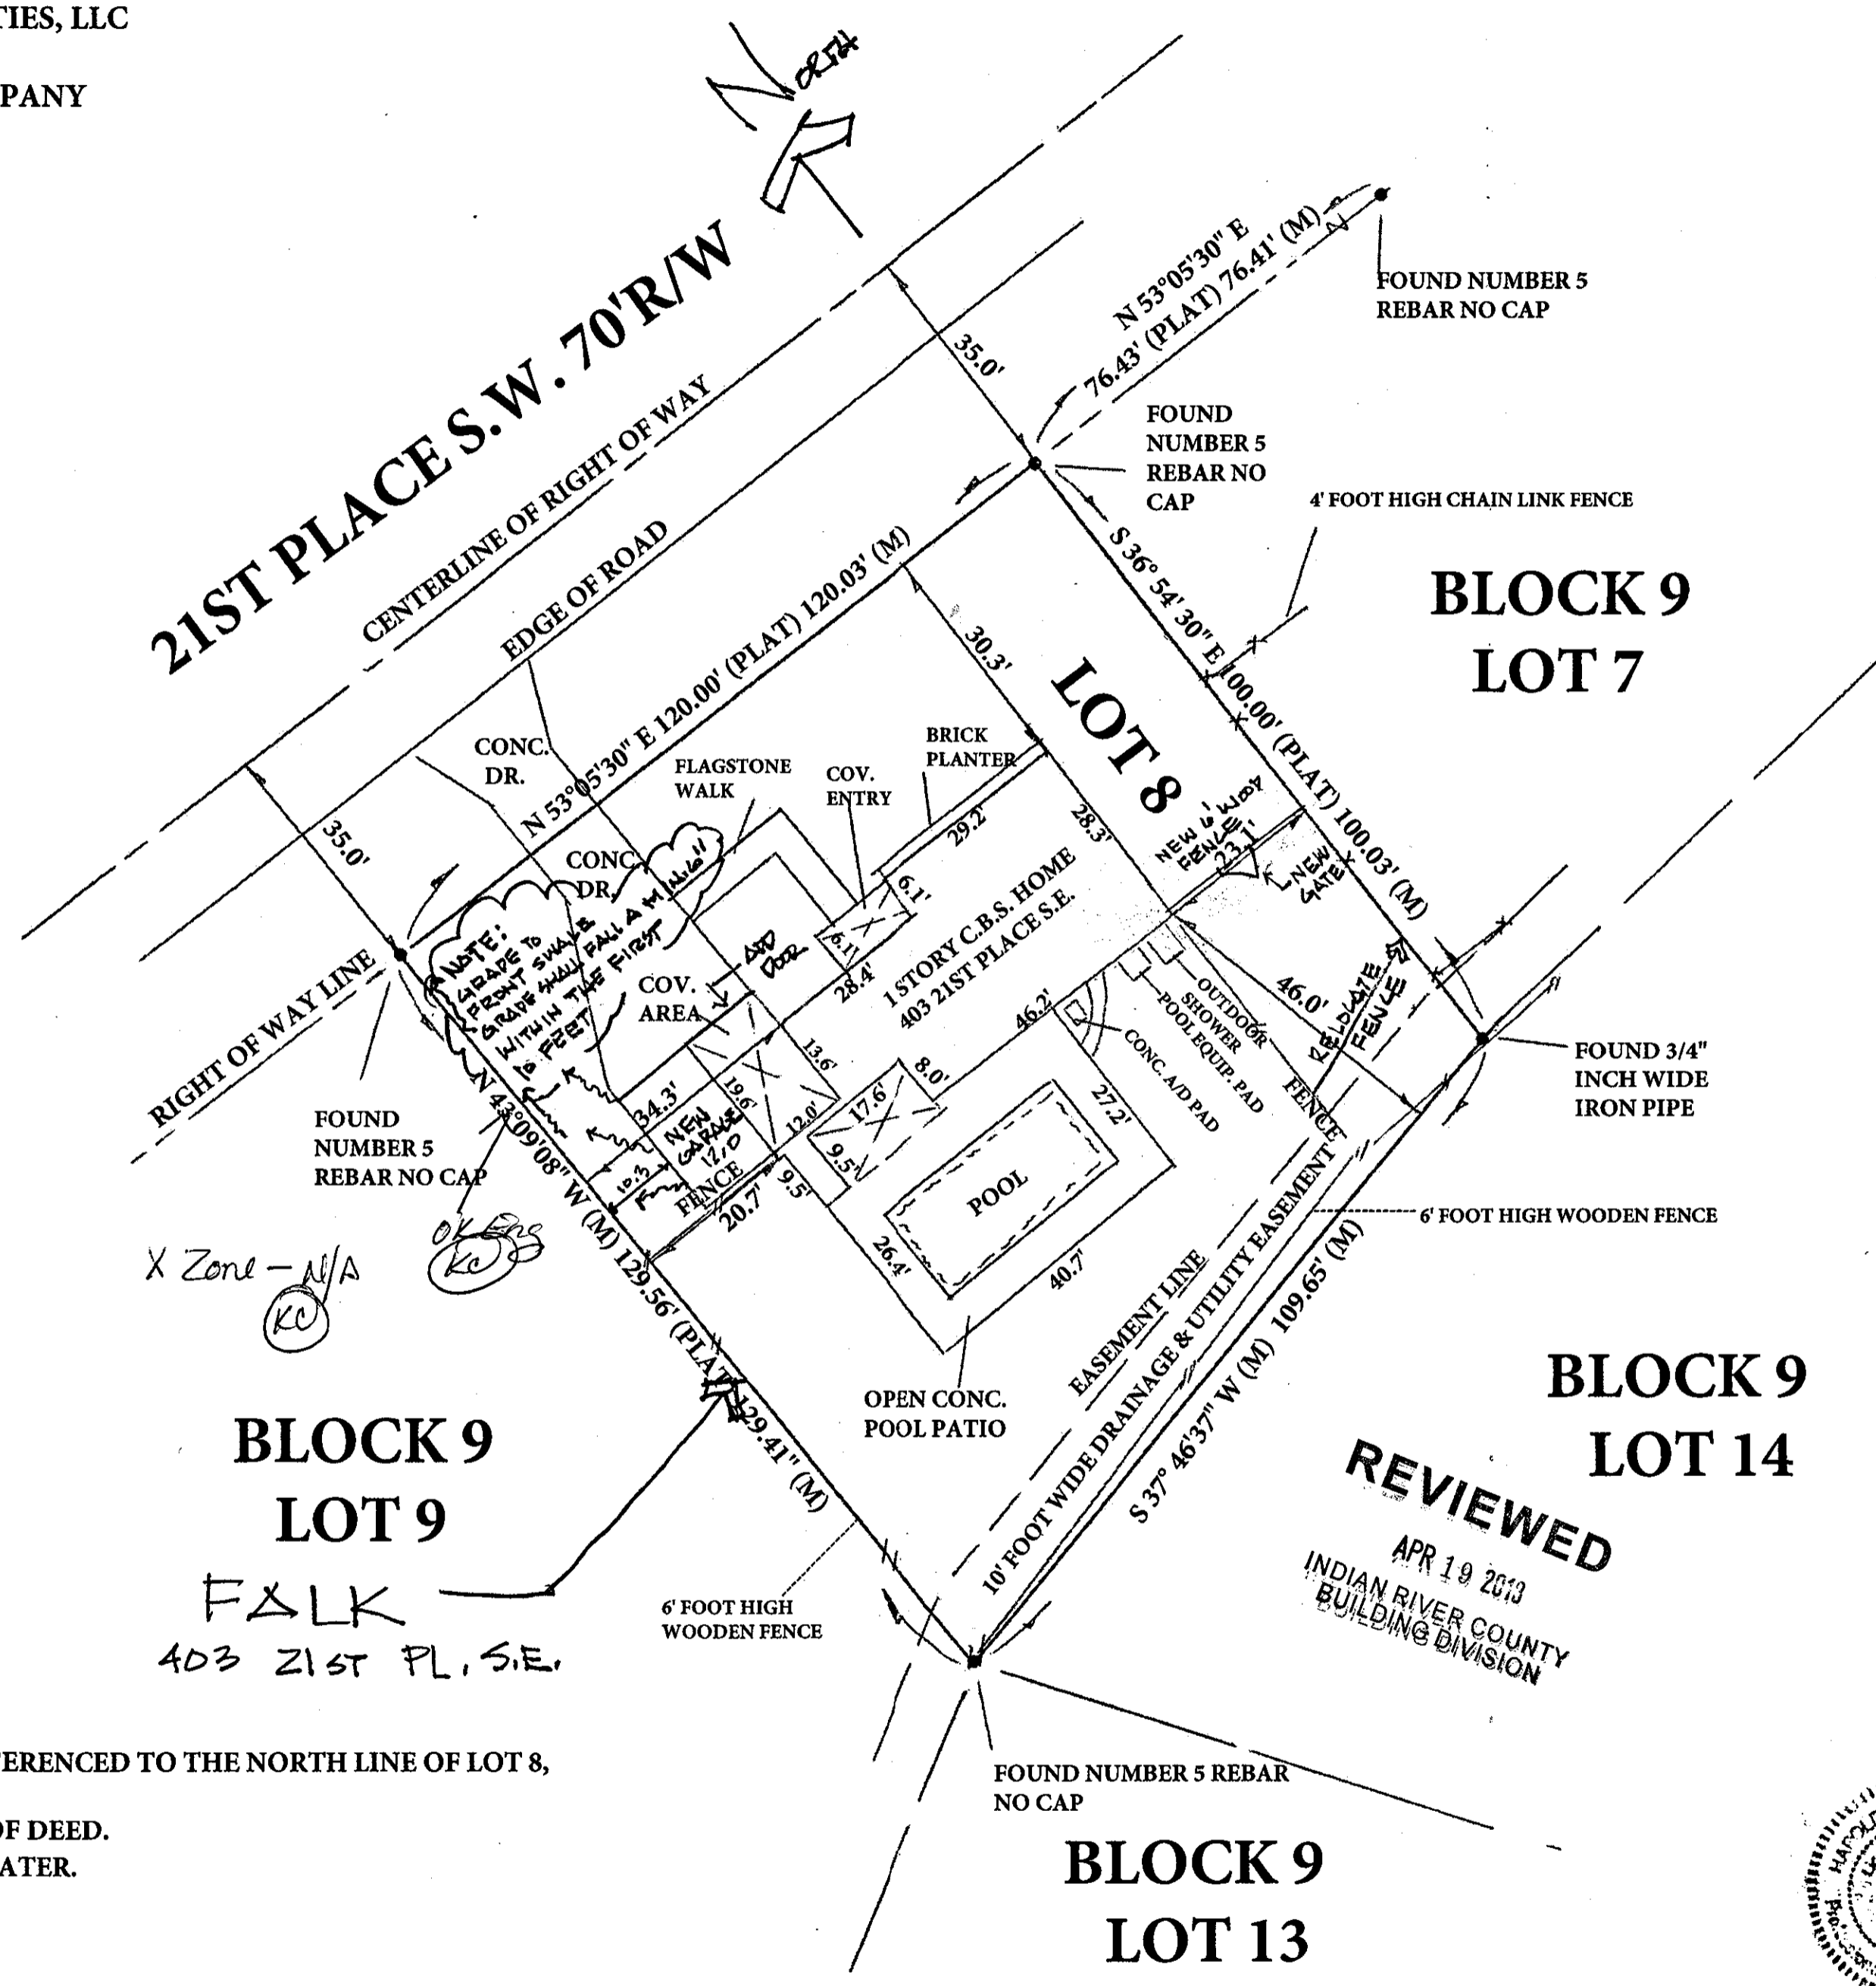 TIES, LLC
PANY
NORTH
21ST PLACE S.W. 70'R/W
CENTERLINE OF RIGHT OF WAY
EDGE OF ROAD
RIGHT OF WAY LINE
35.0'
N 53°05'30" E
76.43' (PLAT) 76.41' (M)
FOUND NUMBER 5
REBAR NO CAP
FOUND
NUMBER 5
REBAR NO
CAP
4' FOOT HIGH CHAIN LINK FENCE
BLOCK 9
LOT 7
S 36°54'30" E 100.00' (PLAT) 100.03' (M)
N 53°05'30" E 120.00' (PLAT) 120.03' (M)
30.3'
LOT 8
CONC.
DR.
FLAGSTONE
WALK
COV.
ENTRY
BRICK
PLANTER
29.2'
28.3'
35.0'
CONC
DR.
NOTE:
GRADE TO
FRONT SWALE
GRADE SHALL FALL A MIN. 6"
WITHIN THE FIRST
10 FEET
ADD
DOOR
COV.
AREA
6.1'
6.1'
28.4'
1 STORY C.B.S. HOME
403 21ST PLACE S.E.
NEW 6'
FENCE
23.1'
NEW
GATE
46.2'
46.0'
OUTDOOR
SHOWER
POOL EQUIP. PAD
CONC. A/D PAD
RELOCATE
FENCE
FENCE
FOUND 3/4"
INCH WIDE
IRON PIPE
13.6'
34.3'
19.6'
NEW
GARAGE
12/0
12.0'
17.6'
8.0'
9.5'
9.5'
10.3
FENCE
20.7'
27.2'
POOL
26.4'
40.7'
FOUND
NUMBER 5
REBAR NO CAP
N 43°09'08" W (M) 129.56' (PLAT) 129.41" (M)
X Zone - N/A
KC
OK Eng
KC
OPEN CONC.
POOL PATIO
EASEMENT LINE
10' FOOT WIDE DRAINAGE & UTILITY EASEMENT
S 37° 46'37" W (M) 109.65' (M)
6' FOOT HIGH WOODEN FENCE
BLOCK 9
LOT 14
BLOCK 9
LOT 9
FALK
403 21ST PL. S.E.
6' FOOT HIGH
WOODEN FENCE
REVIEWED
APR 19 2013
INDIAN RIVER COUNTY
BUILDING DIVISION
ERENCED TO THE NORTH LINE OF LOT 8,
OF DEED.
ATER.
FOUND NUMBER 5 REBAR
NO CAP
BLOCK 9
LOT 13